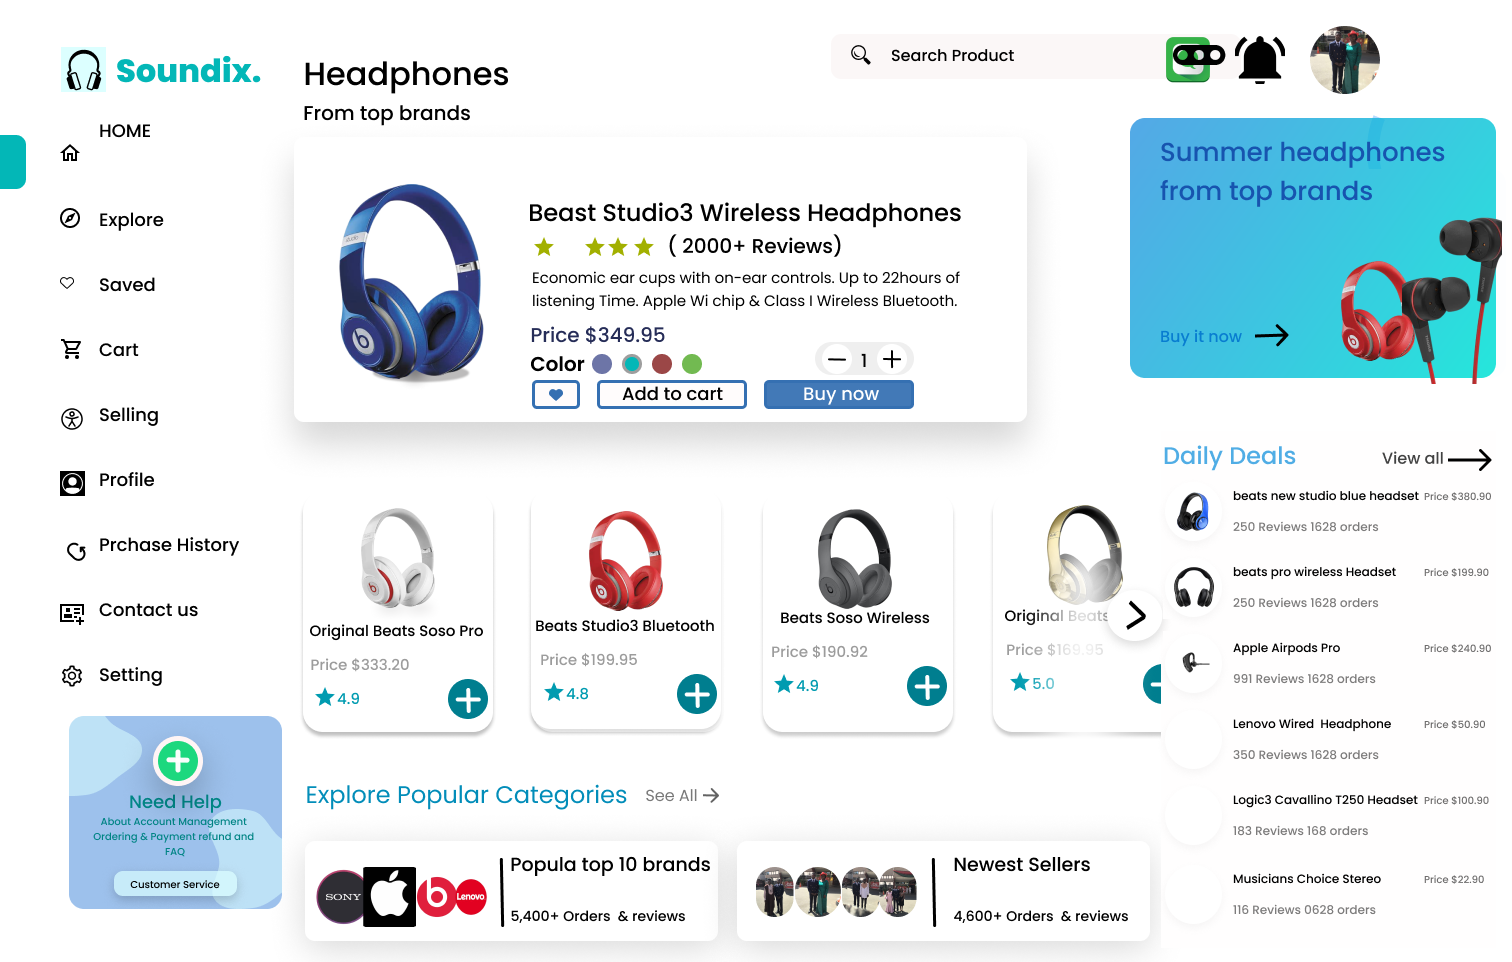 Soundix.
HOME
Explore
Saved
Cart
Selling
Profile
Prchase History
Contact us
Setting
Need Help
About Account Management
Ordering & Payment refund and
FAQ
Customer Service
Headphones
From top brands
Search Product
studio
b
Beast Studio3 Wireless Headphones
( 2000+ Reviews)
Economic ear cups with on-ear controls. Up to 22hours of
listening Time. Apple Wi chip & Class I Wireless Bluetooth.
Price $349.95
Color
1
Add to cart
Buy now
Original Beats Soso Pro
Price $333.20
4.9
Beats Studio3 Bluetooth
Price $199.95
4.8
Beats Soso Wireless
Price $190.92
4.9
Original Beats
Price $169.95
5.0
Explore Popular Categories
See All
SONY
b
Lenovo
Popula top 10 brands
5,400+ Orders & reviews
Newest Sellers
4,600+ Orders & reviews
Summer headphones
from top brands
Buy it now
Daily Deals
View all
beats new studio blue headset Price $380.90
250 Reviews 1628 orders
beats pro wireless Headset Price $199.90
250 Reviews 1628 orders
Apple Airpods Pro Price $240.90
991 Reviews 1628 orders
Lenovo Wired Headphone Price $50.90
350 Reviews 1628 orders
Logic3 Cavallino T250 Headset Price $100.90
183 Reviews 168 orders
Musicians Choice Stereo Price $22.90
116 Reviews 0628 orders